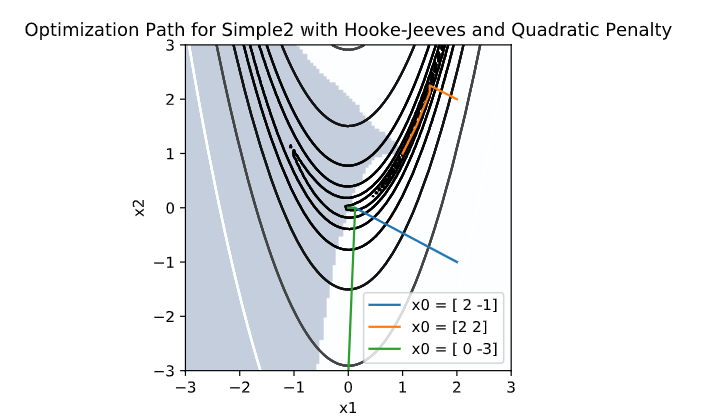 Optimization Path for Simple2 with Hooke-Jeeves and Quadratic Penalty
3
2
1
0
−1
−2
−3
x2
x0 = [ 2 -1]
x0 = [2 2]
x0 = [ 0 -3]
−3 −2 −1 0 1 2 3
x1